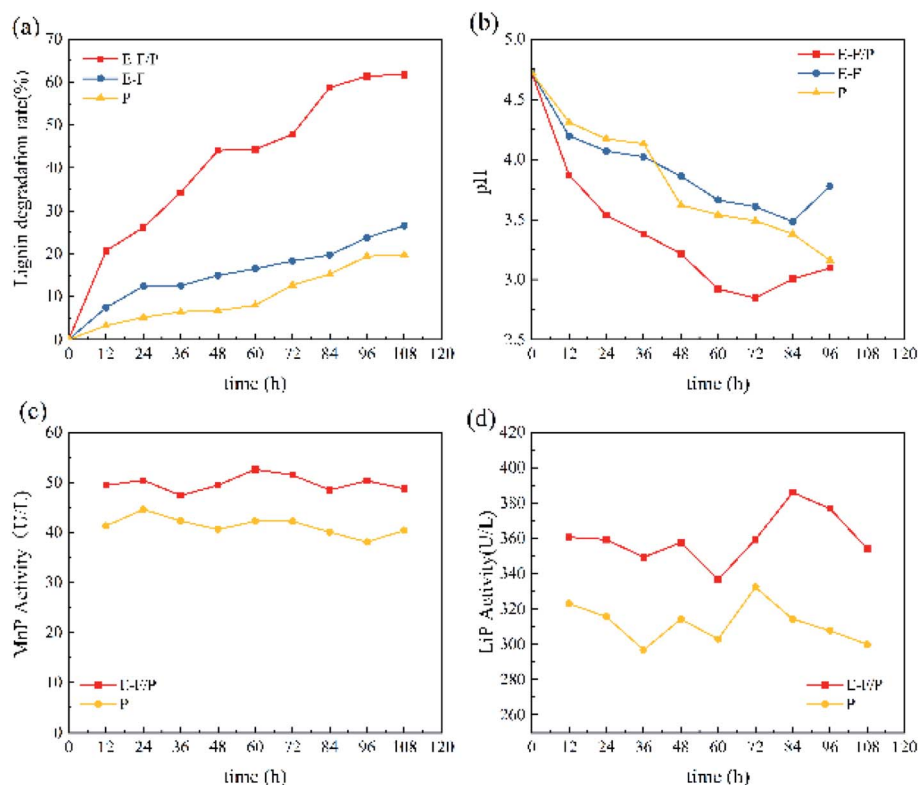 (a)
70
60
50
40
30
20
10
0
Lignin degradation rate(%)
E-F/P
E-F
P
0 12 24 36 48 60 72 84 96 108 120
time (h)
(b)
5.0
4.5
4.0
3.5
3.0
2.5
pH
E-F/P
E-F
P
0 12 24 36 48 60 72 84 96 108 120
time (h)
(c)
60
50
40
30
20
10
0
MnP Activity (U/L)
E-F/P
P
0 12 24 36 48 60 72 84 96 108 120
time (h)
(d)
420
400
380
360
340
320
300
280
260
LiP Activity(U/L)
E-F/P
P
0 12 24 36 48 60 72 84 96 108 120
time (h)